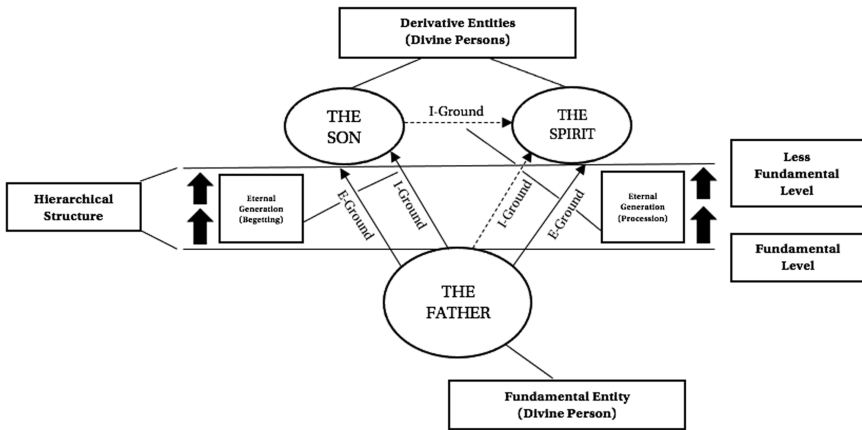 Derivative Entities
(Divine Persons)
THE
SON
I-Ground
THE
SPIRIT
Less
Fundamental
Level
Hierarchical
Structure
Eternal
Generation
(Begetting)
E-Ground
I-Ground
I-Ground
E-Ground
Eternal
Generation
(Procession)
Fundamental
Level
THE
FATHER
Fundamental Entity
(Divine Person)